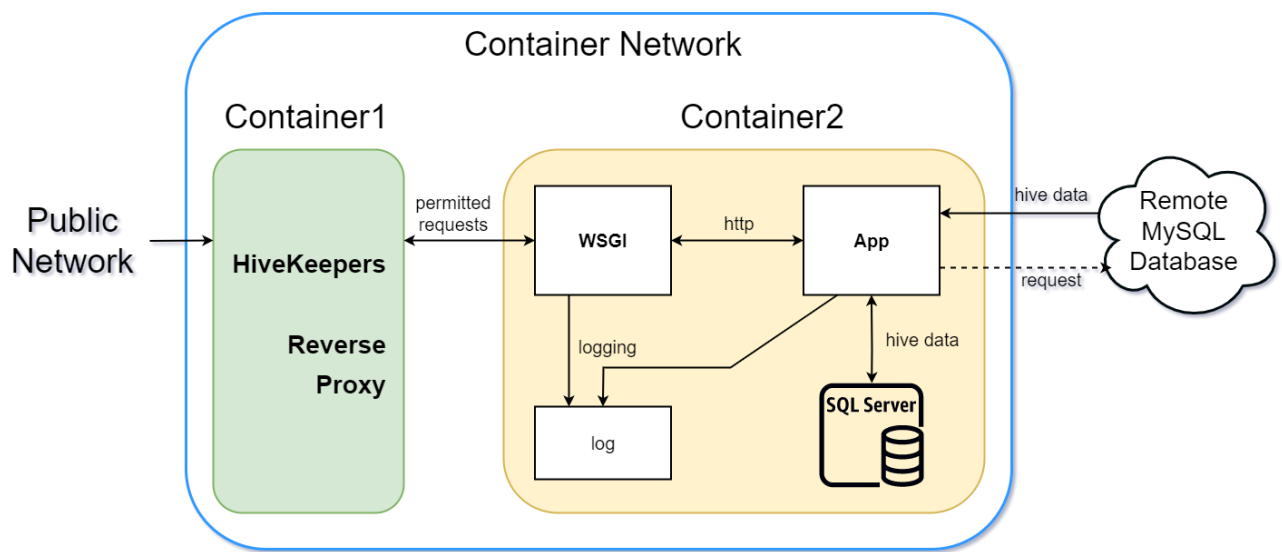 Container Network
Container1
Container2
Public
Network
HiveKeepers
Reverse
Proxy
permitted
requests
WSGI
http
App
logging
log
hive data
SQL Server
hive data
request
Remote
MySQL
Database